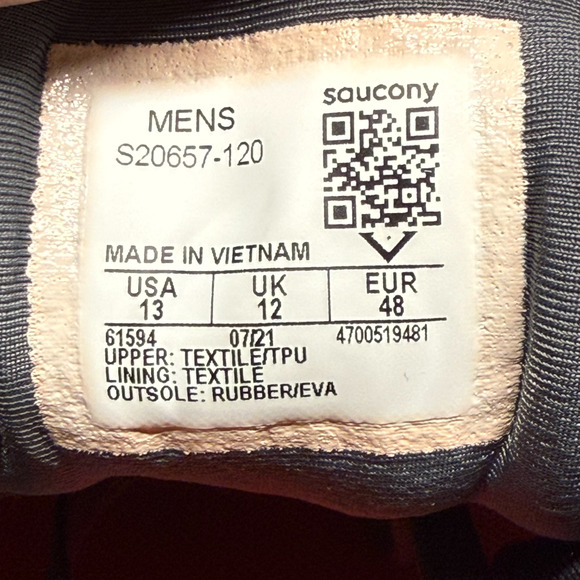 saucony
MENS
S20657-120
MADE IN VIETNAM
USA UK EUR
13 12 48
61594 07/21 4700519481
UPPER: TEXTILE/TPU
LINING: TEXTILE
OUTSOLE: RUBBER/EVA